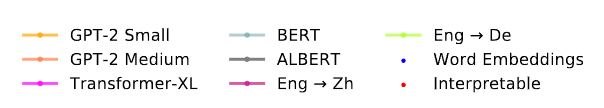 GPT-2 Small
GPT-2 Medium
Transformer-XL
BERT
ALBERT
Eng → Zh
Eng → De
Word Embeddings
Interpretable